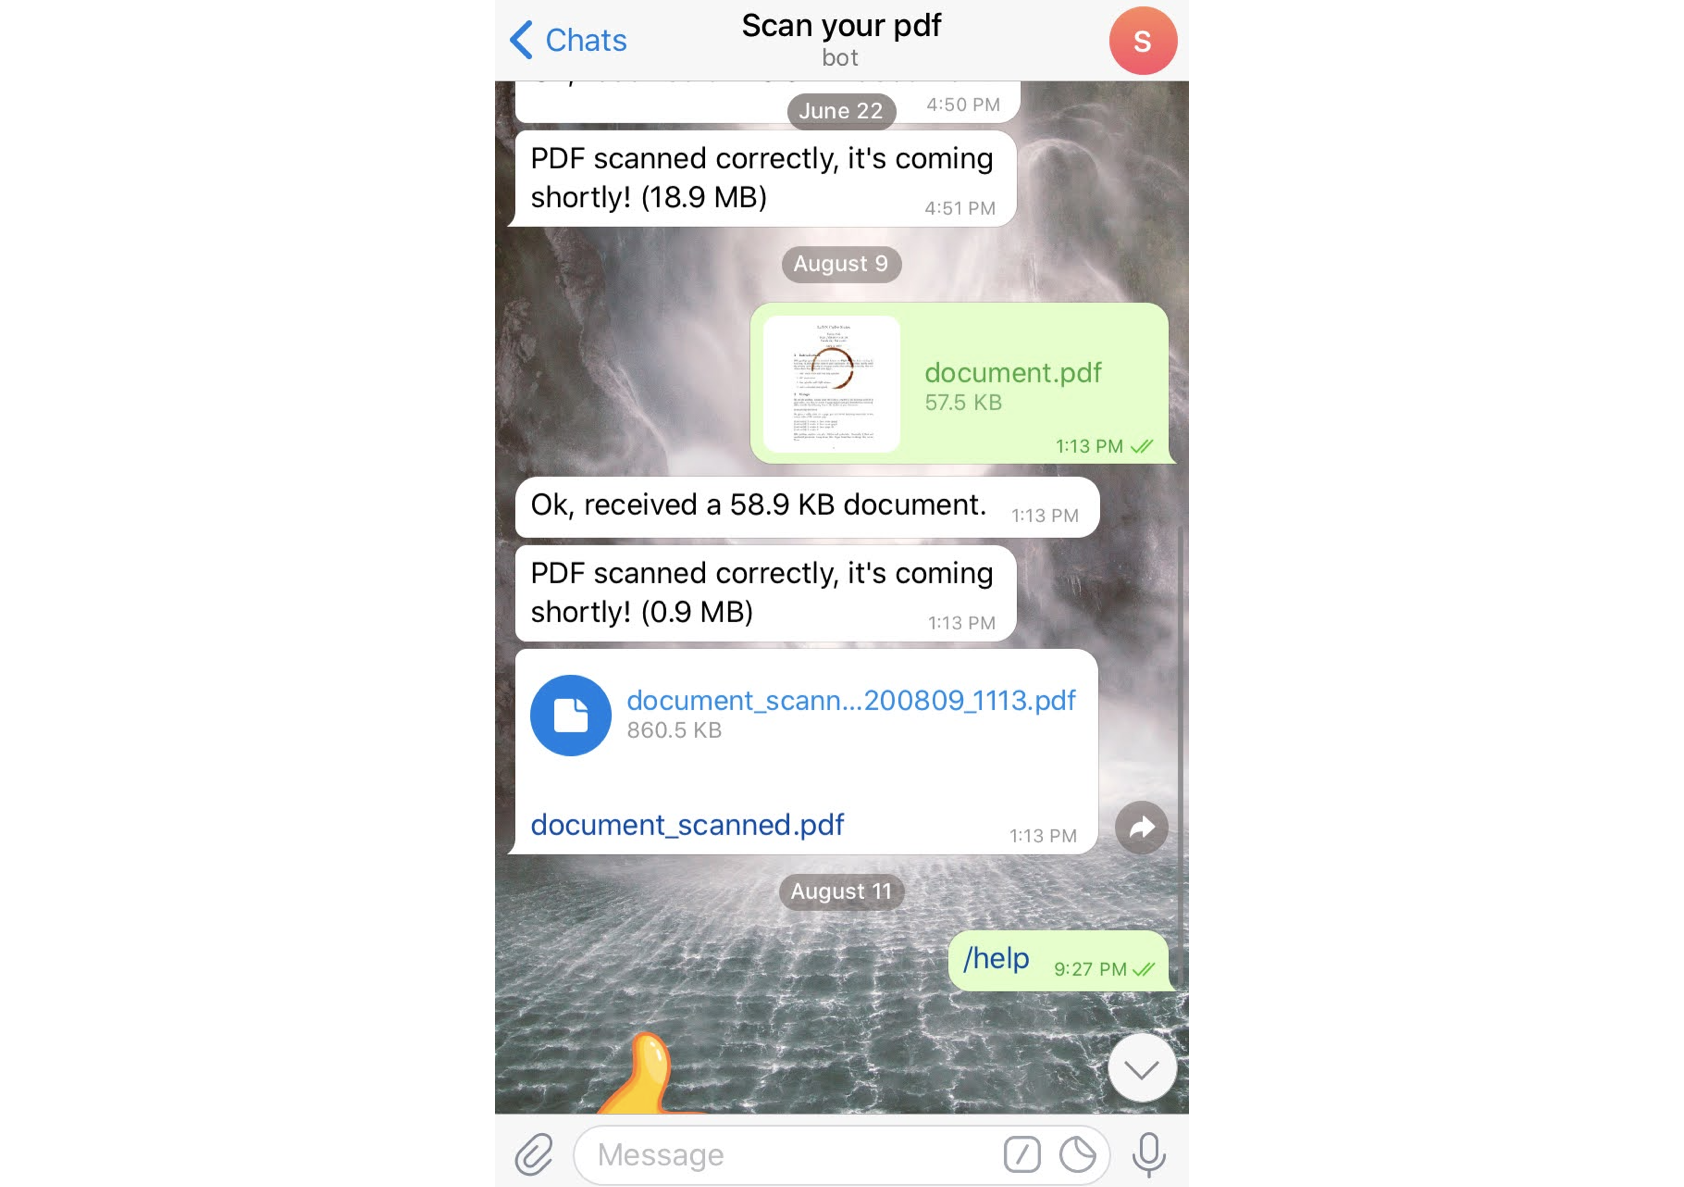 Chats
Scan your pdf
bot
S
4:50 PM
June 22
PDF scanned correctly, it's coming
shortly! (18.9 MB)
4:51 PM
August 9
document.pdf
57.5 KB
1:13 PM
Ok, received a 58.9 KB document.
1:13 PM
PDF scanned correctly, it's coming
shortly! (0.9 MB)
1:13 PM
document_scann...200809_1113.pdf
860.5 KB
document_scanned.pdf
1:13 PM
August 11
/help
9:27 PM
Message